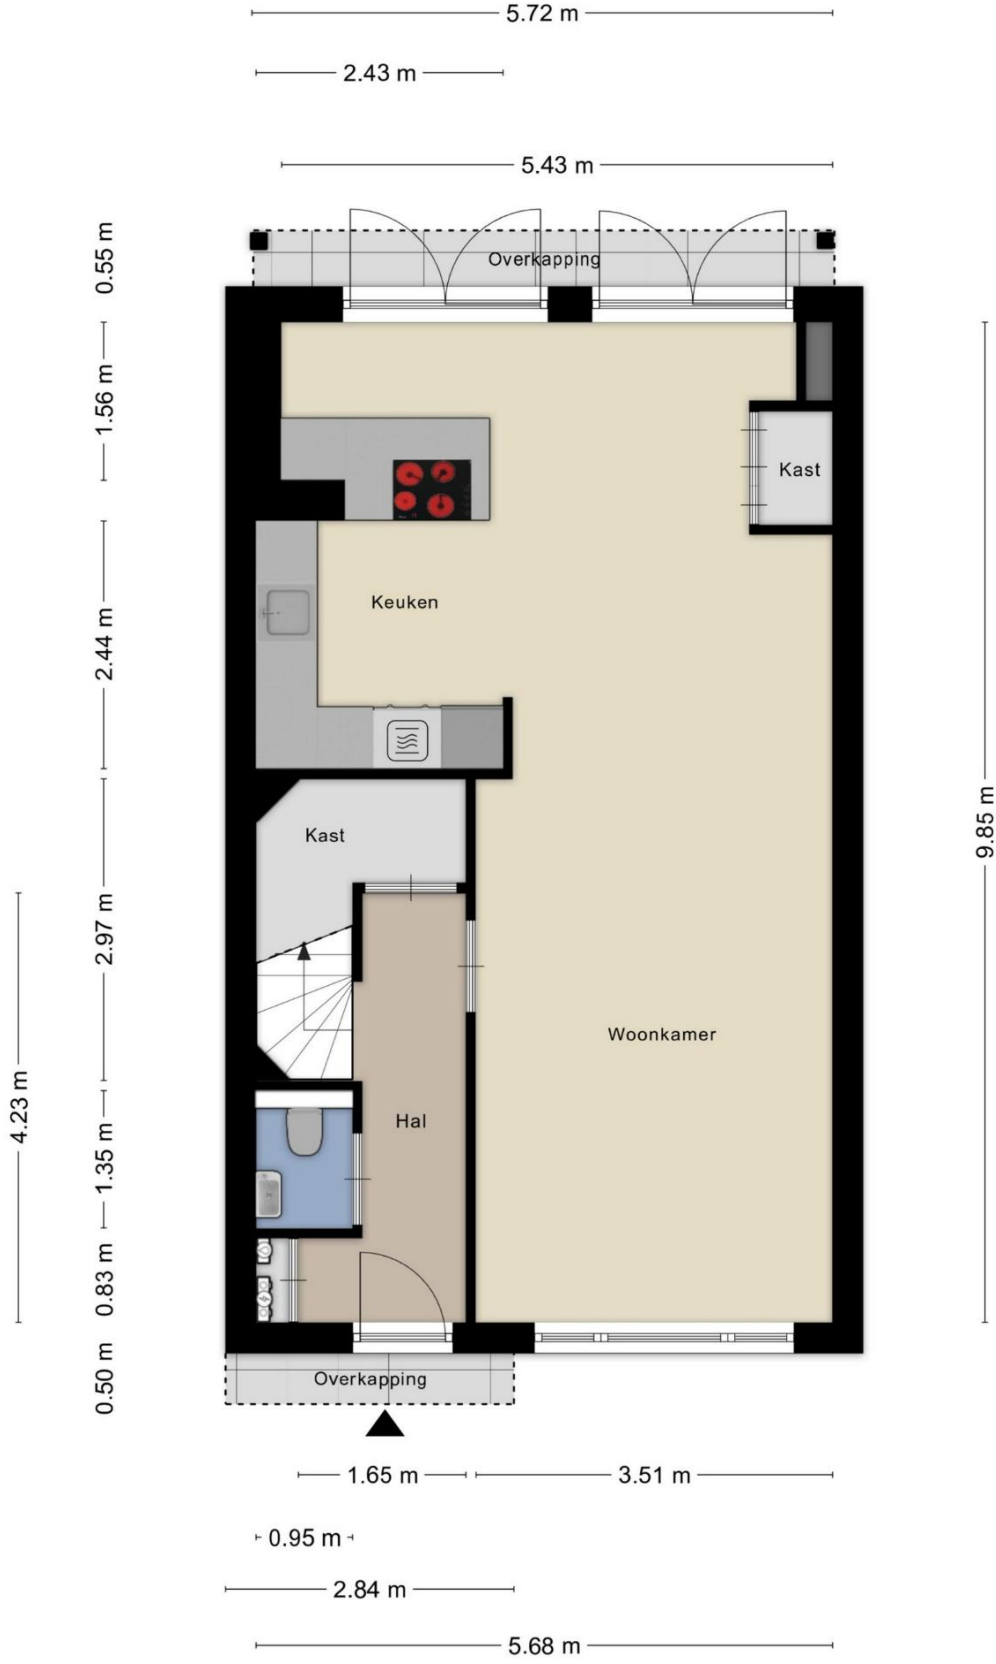 5.72 m
2.43 m
5.43 m
0.55 m
Overkapping
1.56 m
Kast
Keuken
2.44 m
9.85 m
Kast
2.97 m
Woonkamer
4.23 m
Hal
1.35 m
0.83 m
0.50 m
Overkapping
1.65 m
3.51 m
0.95 m
2.84 m
5.68 m